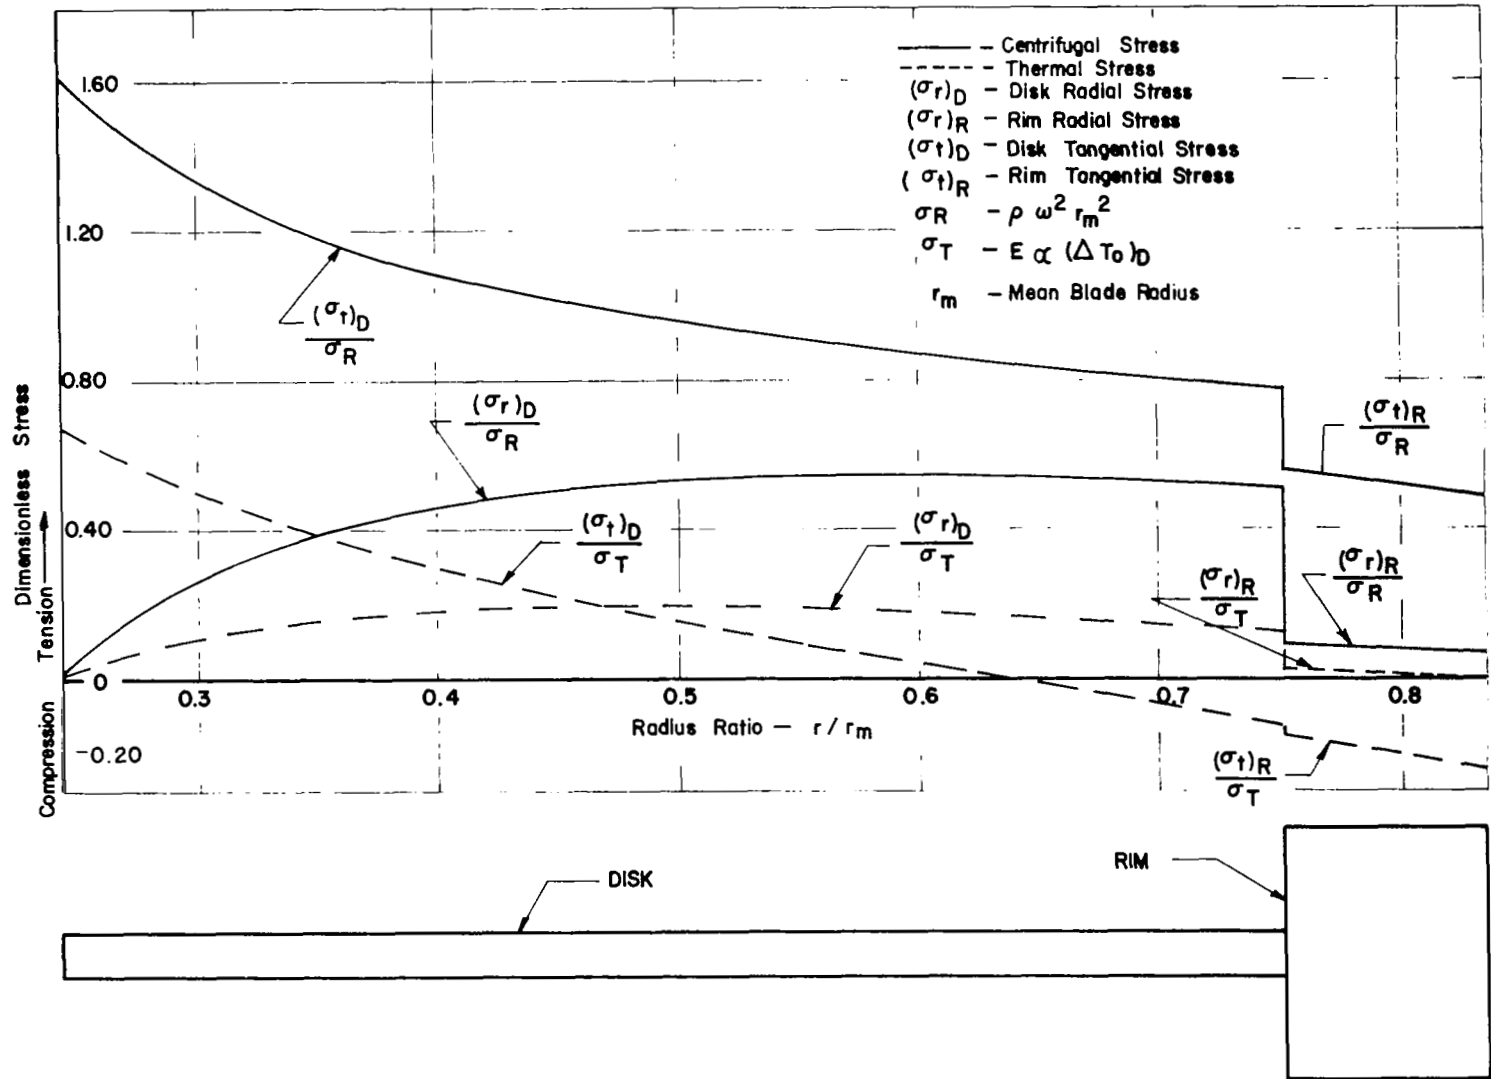 — Centrifugal Stress
— Thermal Stress
(σr)D — Disk Radial Stress
(σr)R — Rim Radial Stress
(σt)D — Disk Tangential Stress
(σt)R — Rim Tangential Stress
σR — ρ ω² rm²
σT — E ∝ (Δ To)D
rm — Mean Blade Radius
1.60
1.20
0.80
0.40
0
-0.20
Dimensionless Stress
Tension
Compression
(σt)D
σR
(σr)D
σR
(σt)D
σT
(σr)D
σT
(σr)R
σT
(σt)R
σR
(σr)R
σR
(σt)R
σT
0.3 0.4 0.5 0.6 0.7 0.8
Radius Ratio — r/rm
DISK
RIM